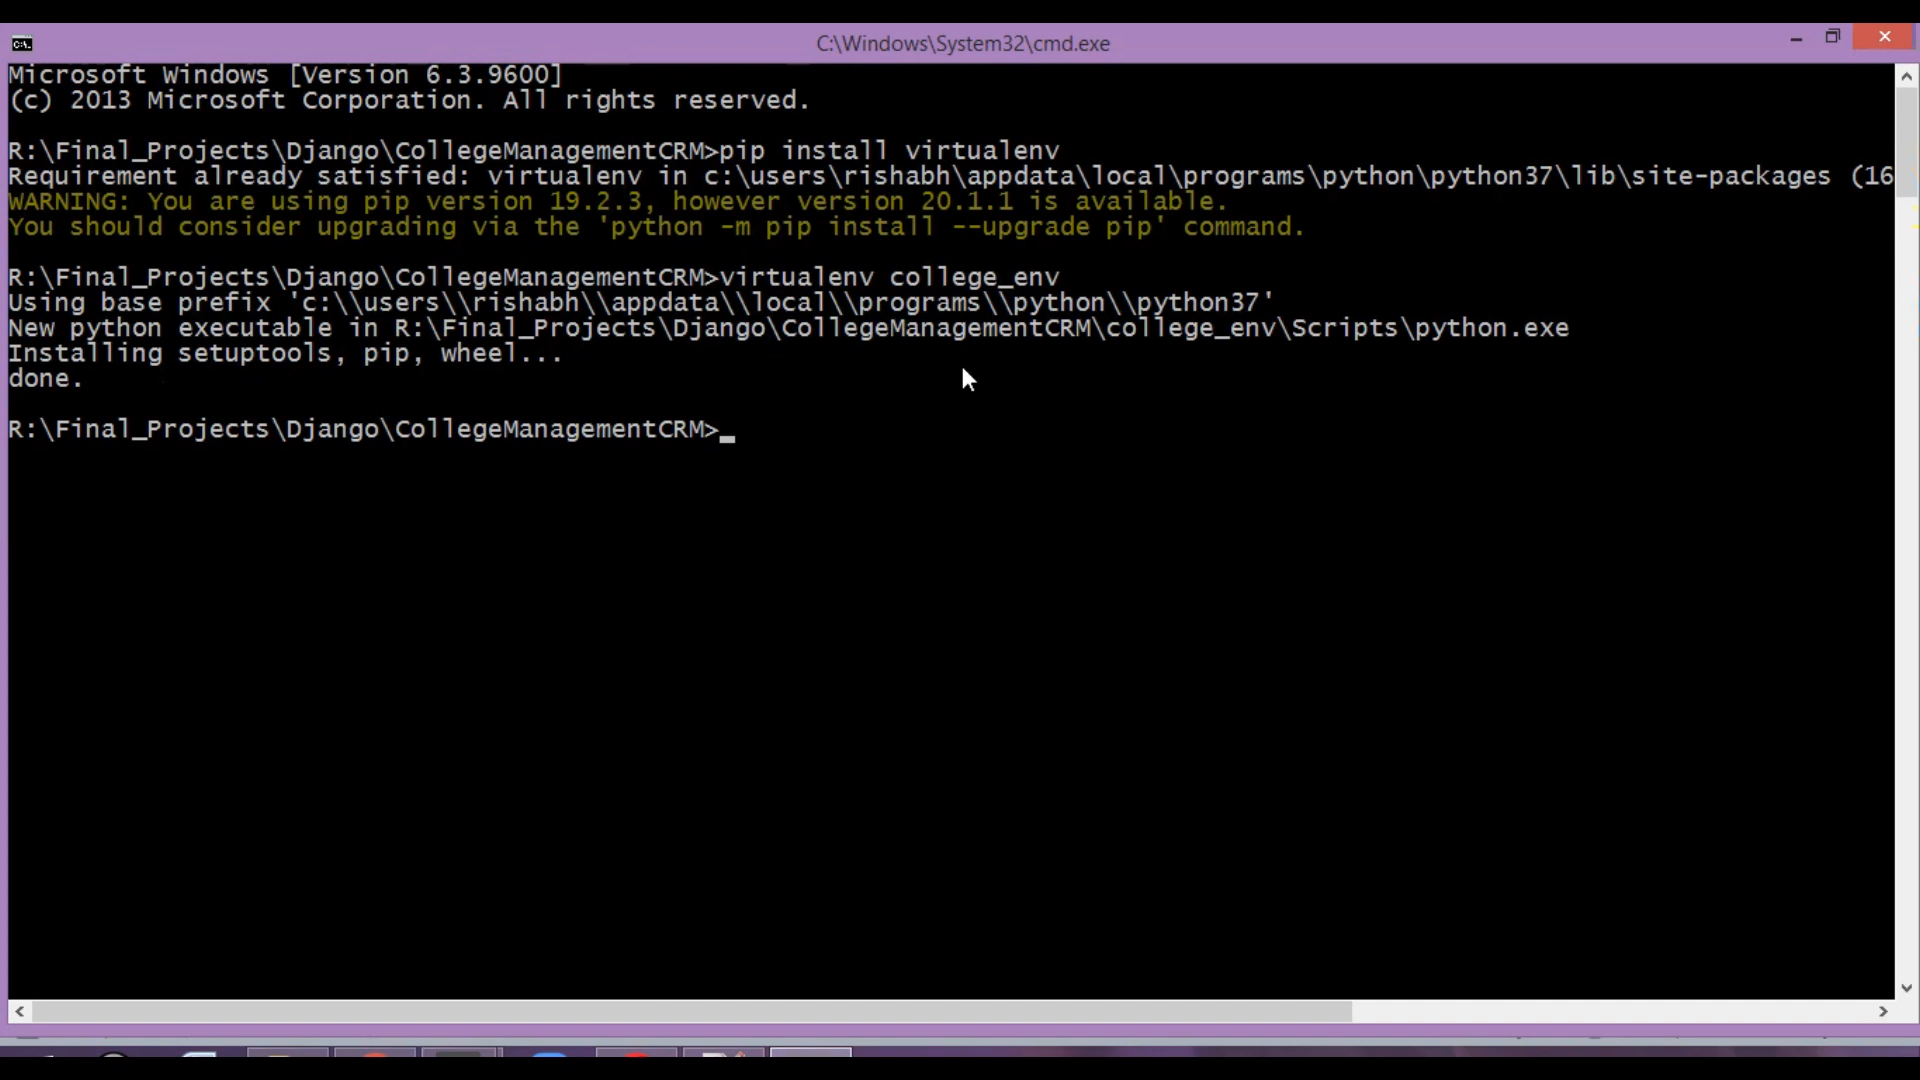 C:\Windows\System32\cmd.exe
Microsoft Windows [Version 6.3.9600]
(c) 2013 Microsoft Corporation. All rights reserved.
R:\Final_Projects\Django\CollegeManagementCRM>pip install virtualenv
Requirement already satisfied: virtualenv in c:\users\rishabh\appdata\local\programs\python\python37\lib\site-packages (16
WARNING: You are using pip version 19.2.3, however version 20.1.1 is available.
You should consider upgrading via the 'python -m pip install --upgrade pip' command.
R:\Final_Projects\Django\CollegeManagementCRM>virtualenv college_env
Using base prefix 'c:\\users\\rishabh\\appdata\\local\\programs\\python\\python37'
New python executable in R:\Final_Projects\Django\CollegeManagementCRM\college_env\Scripts\python.exe
Installing setuptools, pip, wheel...
done.
R:\Final_Projects\Django\CollegeManagementCRM>